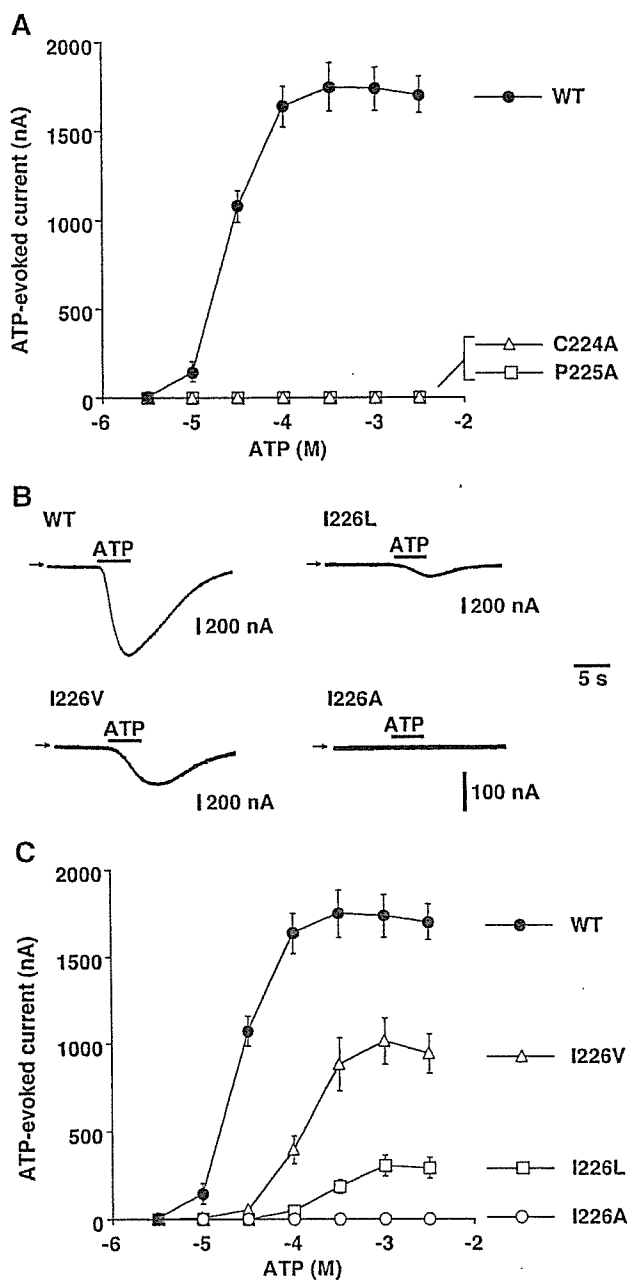 A
2000
1500
1000
500
0
ATP-evoked current (nA)
-6
-5
-4
-3
-2
ATP (M)
WT
C224A
P225A
B
WT
ATP
200 nA
I226L
ATP
200 nA
5 s
I226V
ATP
200 nA
I226A
ATP
100 nA
C
2000
1500
1000
500
0
ATP-evoked current (nA)
-6
-5
-4
-3
-2
ATP (M)
WT
I226V
I226L
I226A